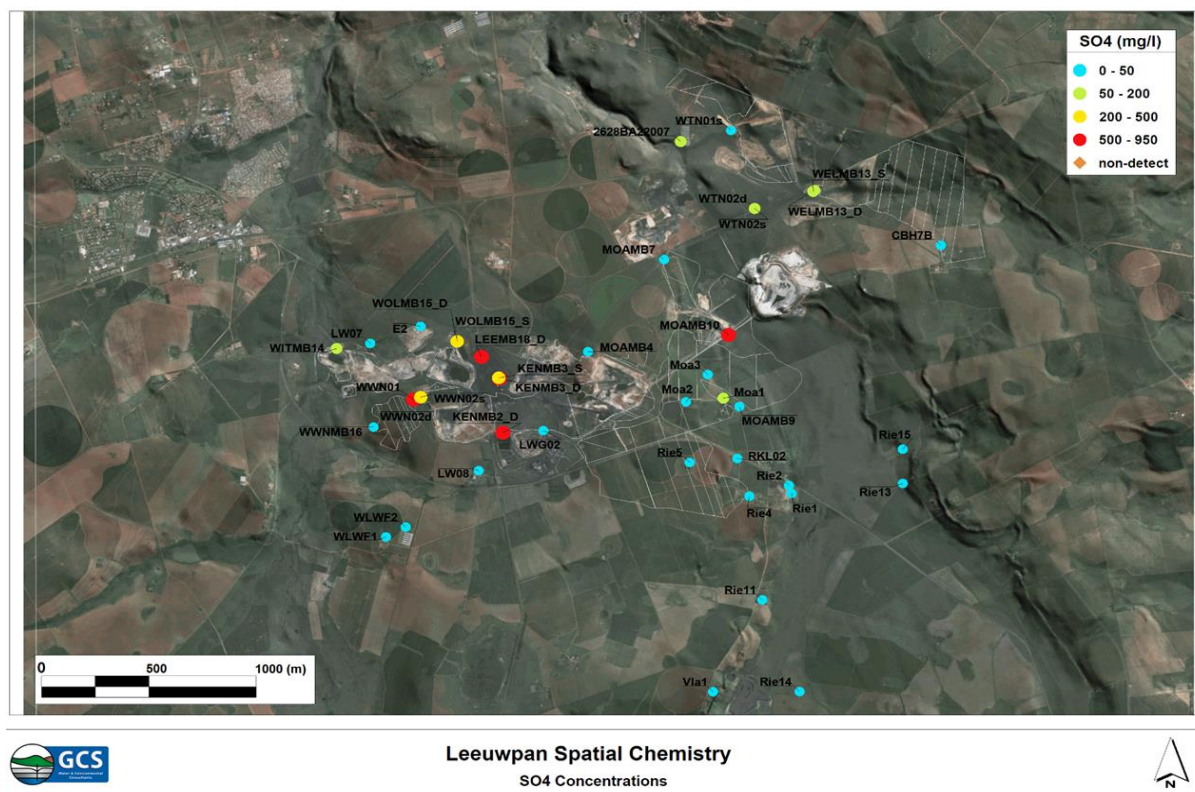 SO4 (mg/l)
0 - 50
50 - 200
200 - 500
500 - 950
non-detect
WTN01s
2628BA22007
WELMB13_S
WTN02d
WELMB13_D
WTN02s
CBH7B
MOAMB7
WOLMB15_D
WOLMB15_S
E2
MOAMB10
LW07
LEEMB18_D
WITMB14
MOAMB4
Moa3
KENMB3_S
WWN01
KENMB3_D
Moa2
Moa1
WWN02s
WWN02d
KENMB2_D
MOAMB9
WWNMB16
LWG02
Rie15
Rie5
RKL02
LW08
Rie2
Rie13
Rie4
Rie1
WLWF2
WLWF1
Rie11
Vla1
Rie14
0 500 1000 (m)
GCS
Water & Environmental
Consultants
Leeuwpan Spatial Chemistry
SO4 Concentrations
N